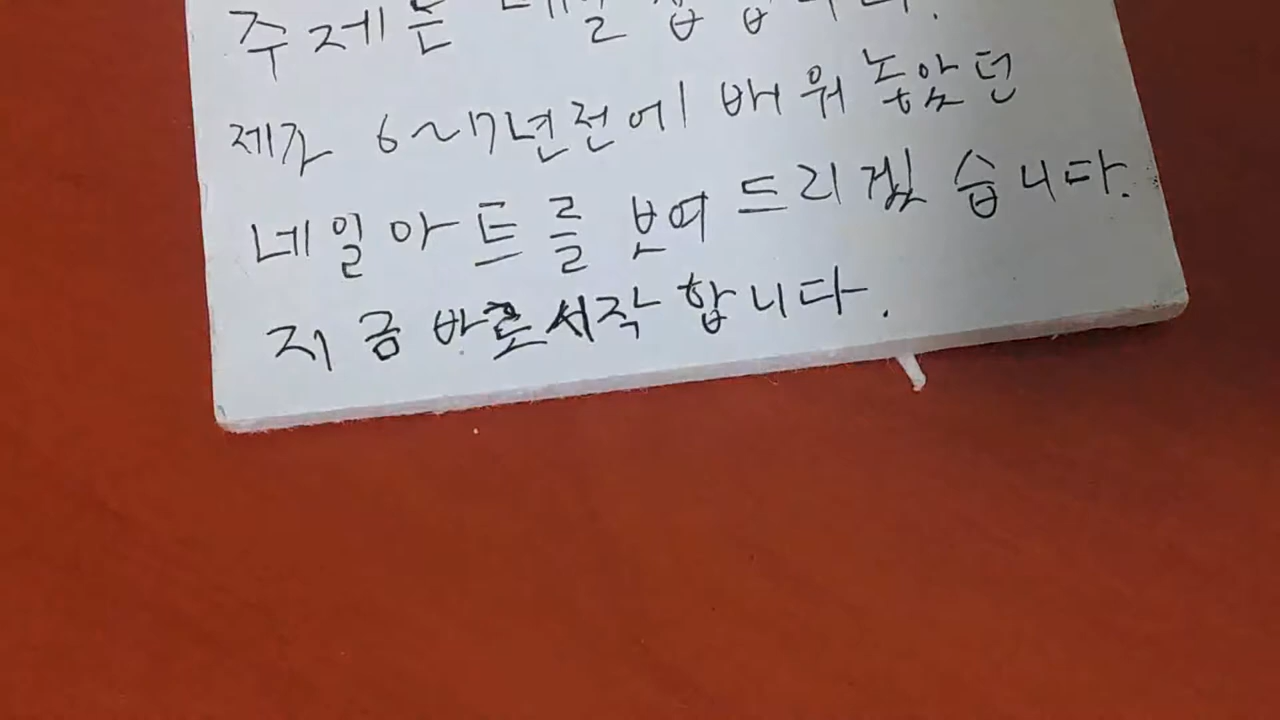 주제는
제가 6~7년전에 배워 놓았던
네일 아트를 보여 드리겠습니다.
지금 바로 시작 합니다.